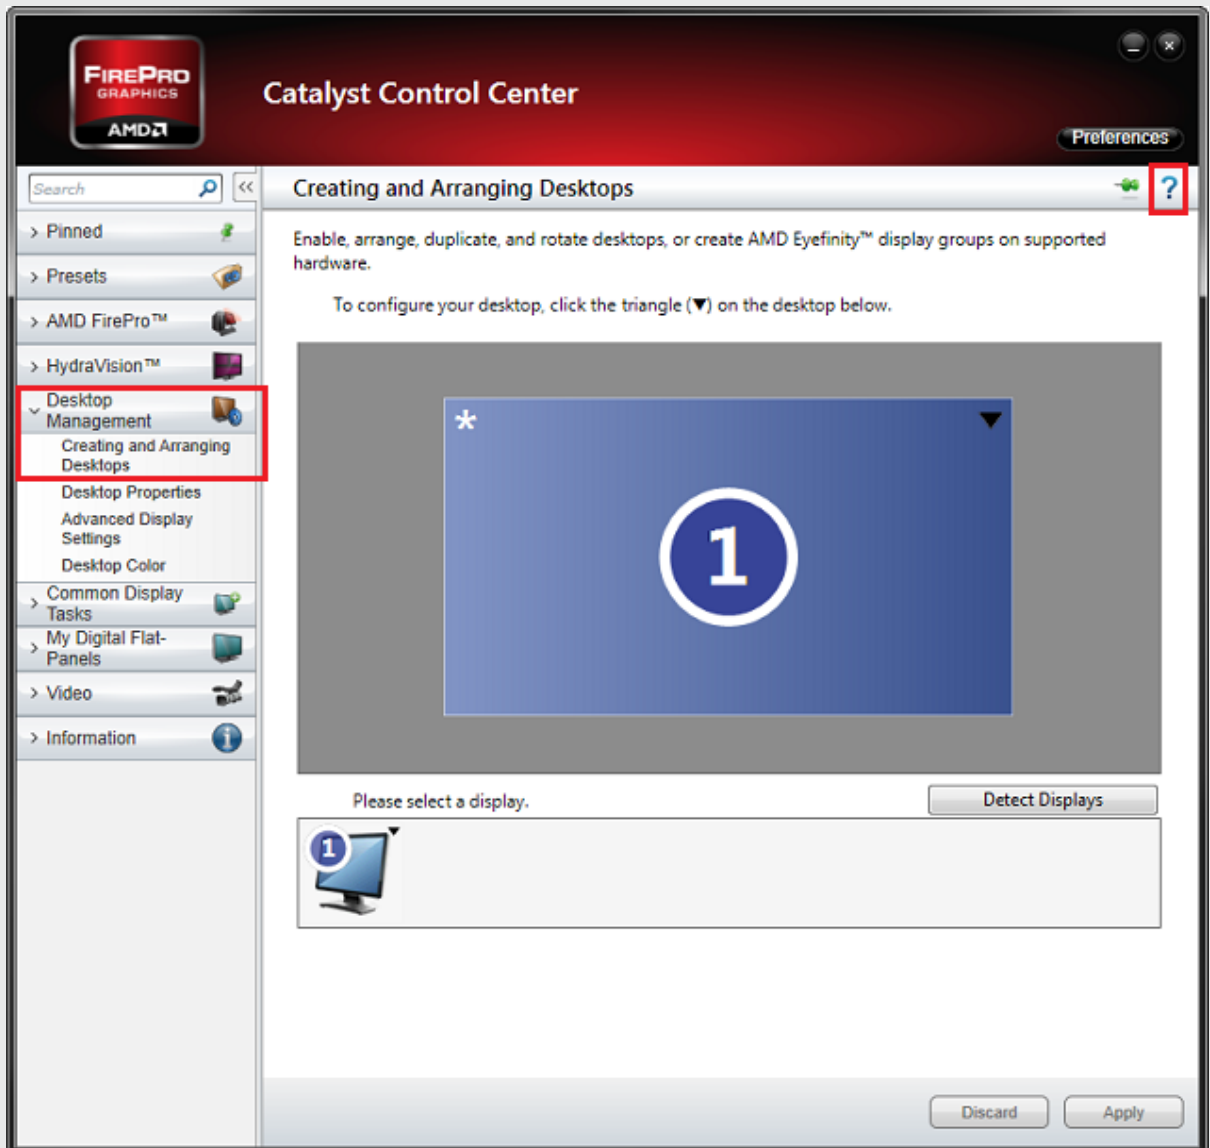 FIREPRO
GRAPHICS
AMD
Catalyst Control Center
Preferences
Search
<<
Creating and Arranging Desktops
?
> Pinned
> Presets
> AMD FirePro™
> HydraVision™
Desktop
Management
Creating and Arranging
Desktops
Desktop Properties
Advanced Display
Settings
Desktop Color
> Common Display
Tasks
> My Digital Flat-
Panels
> Video
> Information
Enable, arrange, duplicate, and rotate desktops, or create AMD Eyefinity™ display groups on supported
hardware.
To configure your desktop, click the triangle (▼) on the desktop below.
*
1
Please select a display.
Detect Displays
1
Discard
Apply